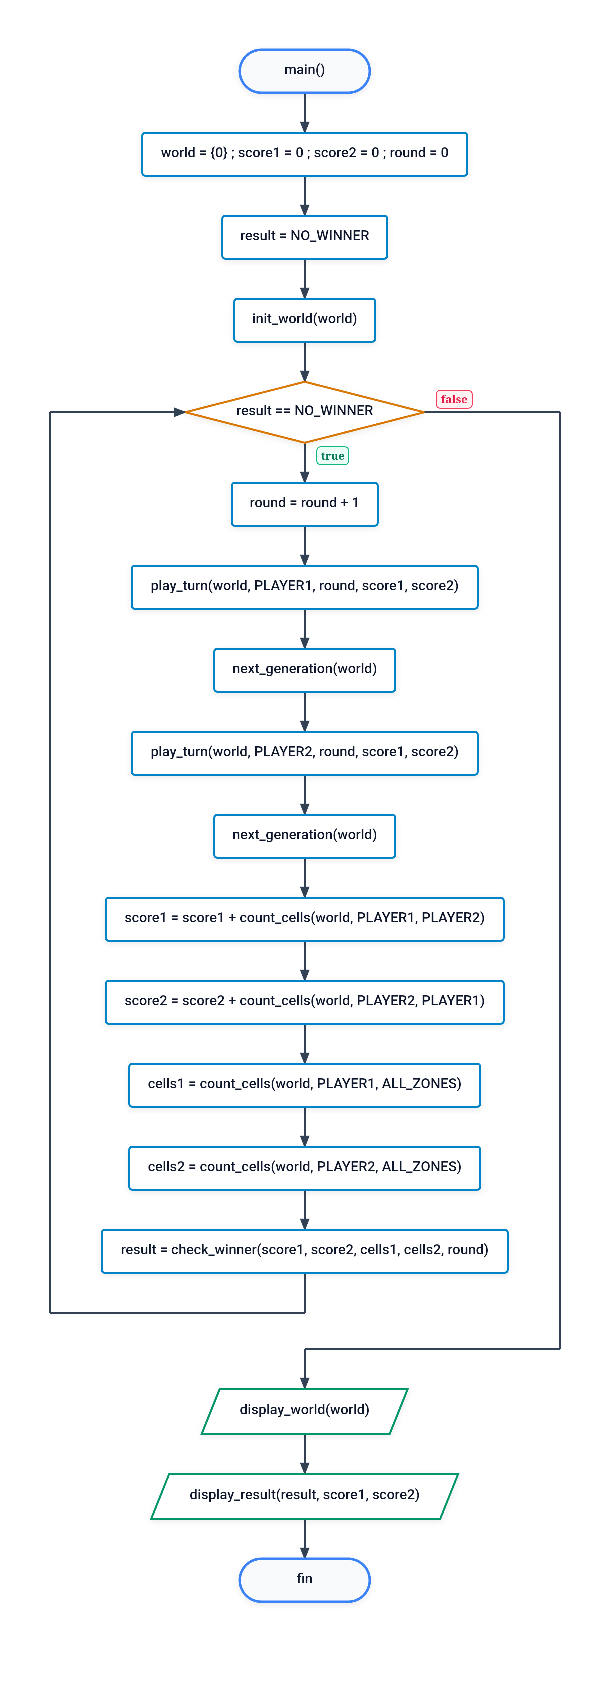 main()
world = {0} ; score1 = 0 ; score2 = 0 ; round = 0
result = NO_WINNER
init_world(world)
result == NO_WINNER
false
true
round = round + 1
play_turn(world, PLAYER1, round, score1, score2)
next_generation(world)
play_turn(world, PLAYER2, round, score1, score2)
next_generation(world)
score1 = score1 + count_cells(world, PLAYER1, PLAYER2)
score2 = score2 + count_cells(world, PLAYER2, PLAYER1)
cells1 = count_cells(world, PLAYER1, ALL_ZONES)
cells2 = count_cells(world, PLAYER2, ALL_ZONES)
result = check_winner(score1, score2, cells1, cells2, round)
display_world(world)
display_result(result, score1, score2)
fin